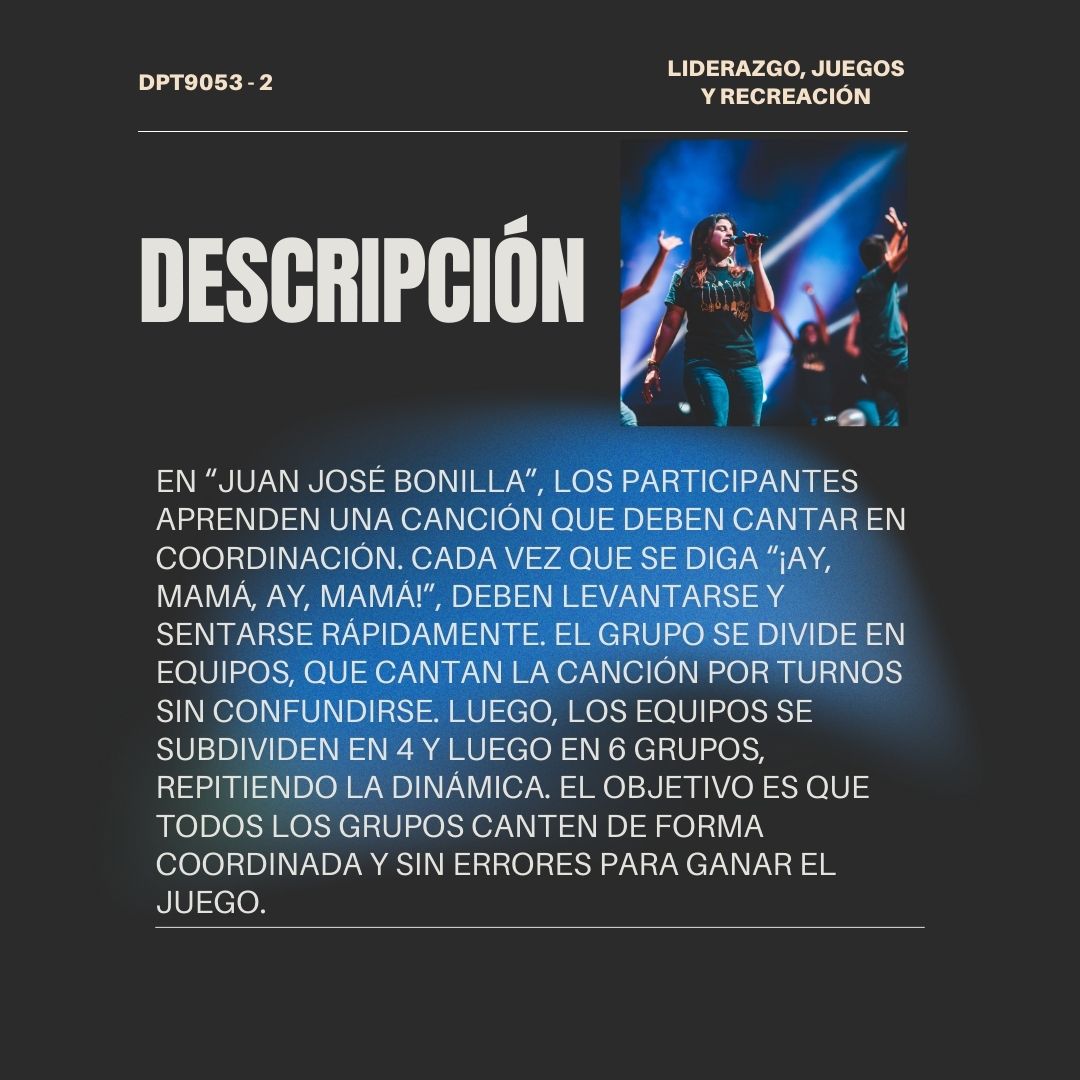 DPT9053 - 2
LIDERAZGO, JUEGOS
Y RECREACIÓN
DESCRIPCIÓN
EN “JUAN JOSÉ BONILLA”, LOS PARTICIPANTES
APRENDEN UNA CANCIÓN QUE DEBEN CANTAR EN
COORDINACIÓN. CADA VEZ QUE SE DIGA “¡AY,
MAMÁ, AY, MAMÁ!”, DEBEN LEVANTARSE Y
SENTARSE RÁPIDAMENTE. EL GRUPO SE DIVIDE EN
EQUIPOS, QUE CANTAN LA CANCIÓN POR TURNOS
SIN CONFUNDIRSE. LUEGO, LOS EQUIPOS SE
SUBDIVIDEN EN 4 Y LUEGO EN 6 GRUPOS,
REPITIENDO LA DINÁMICA. EL OBJETIVO ES QUE
TODOS LOS GRUPOS CANTEN DE FORMA
COORDINADA Y SIN ERRORES PARA GANAR EL
JUEGO.